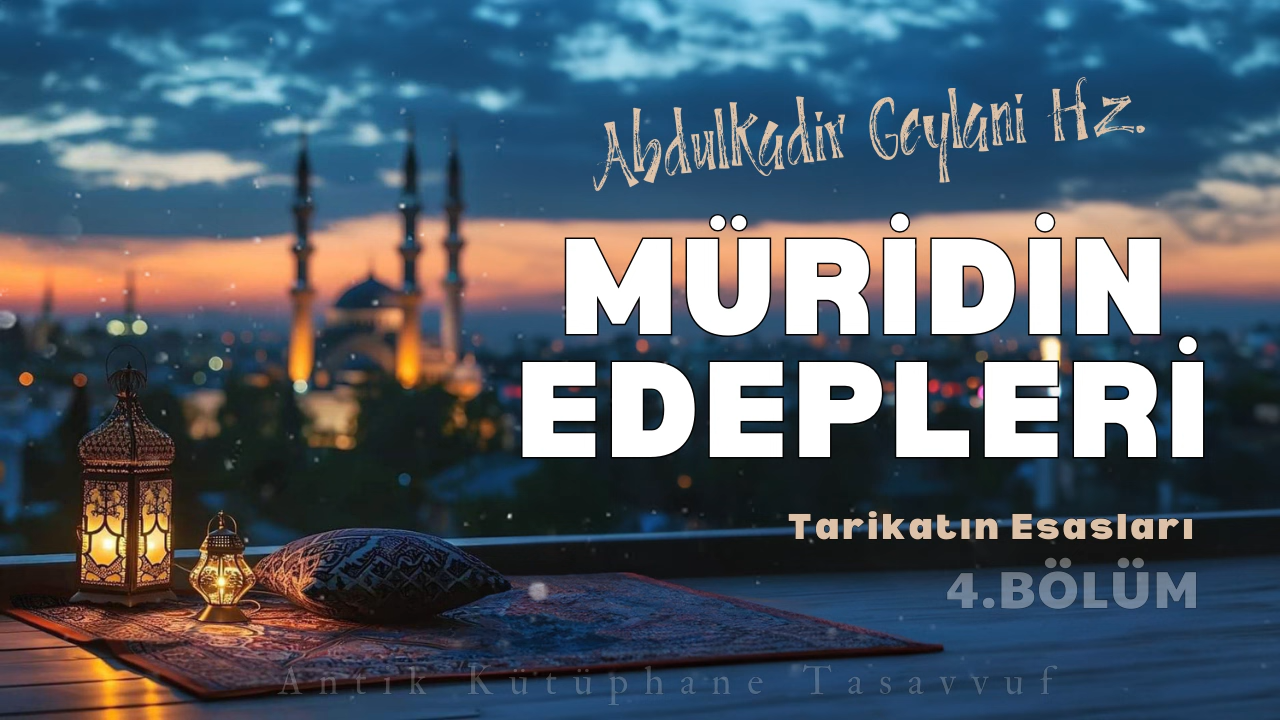 Abdulkadir Geylani Hz.
MÜRİDİN
EDEPLERİ
Tarikatın Esasları
4.BÖLÜM
Antik Kütüphane Tasavvuf